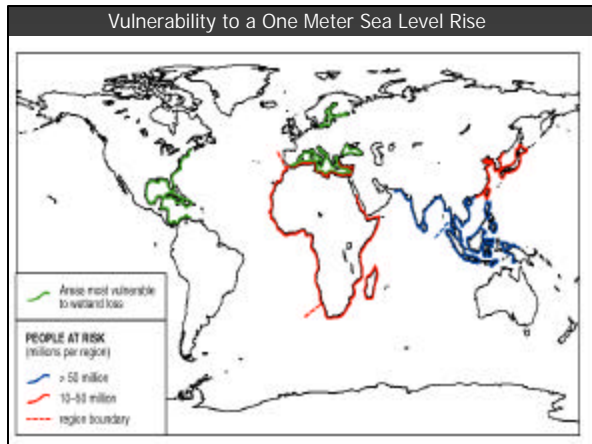 Vulnerability to a One Meter Sea Level Rise
Areas most vulnerable
to wetland loss
PEOPLE AT RISK
(millions per region)
> 50 million
10–50 million
region boundary